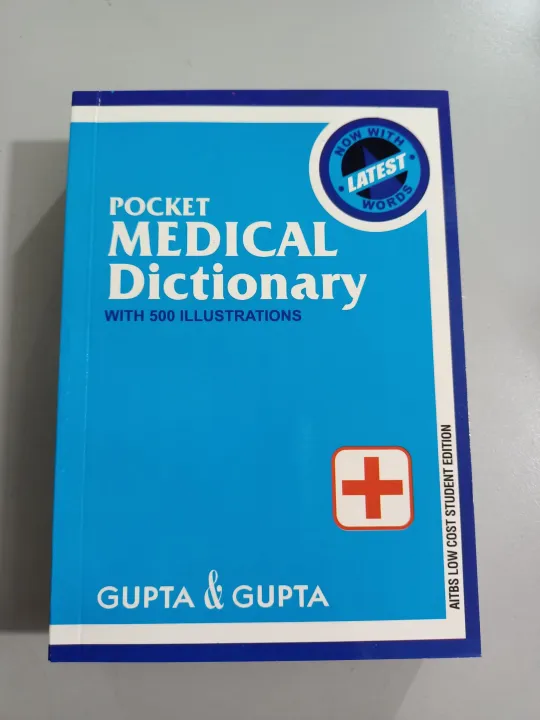 NOW WITH
LATEST
WORDS
POCKET
MEDICAL
Dictionary
WITH 500 ILLUSTRATIONS
AITBS LOW COST STUDENT EDITION
GUPTA & GUPTA